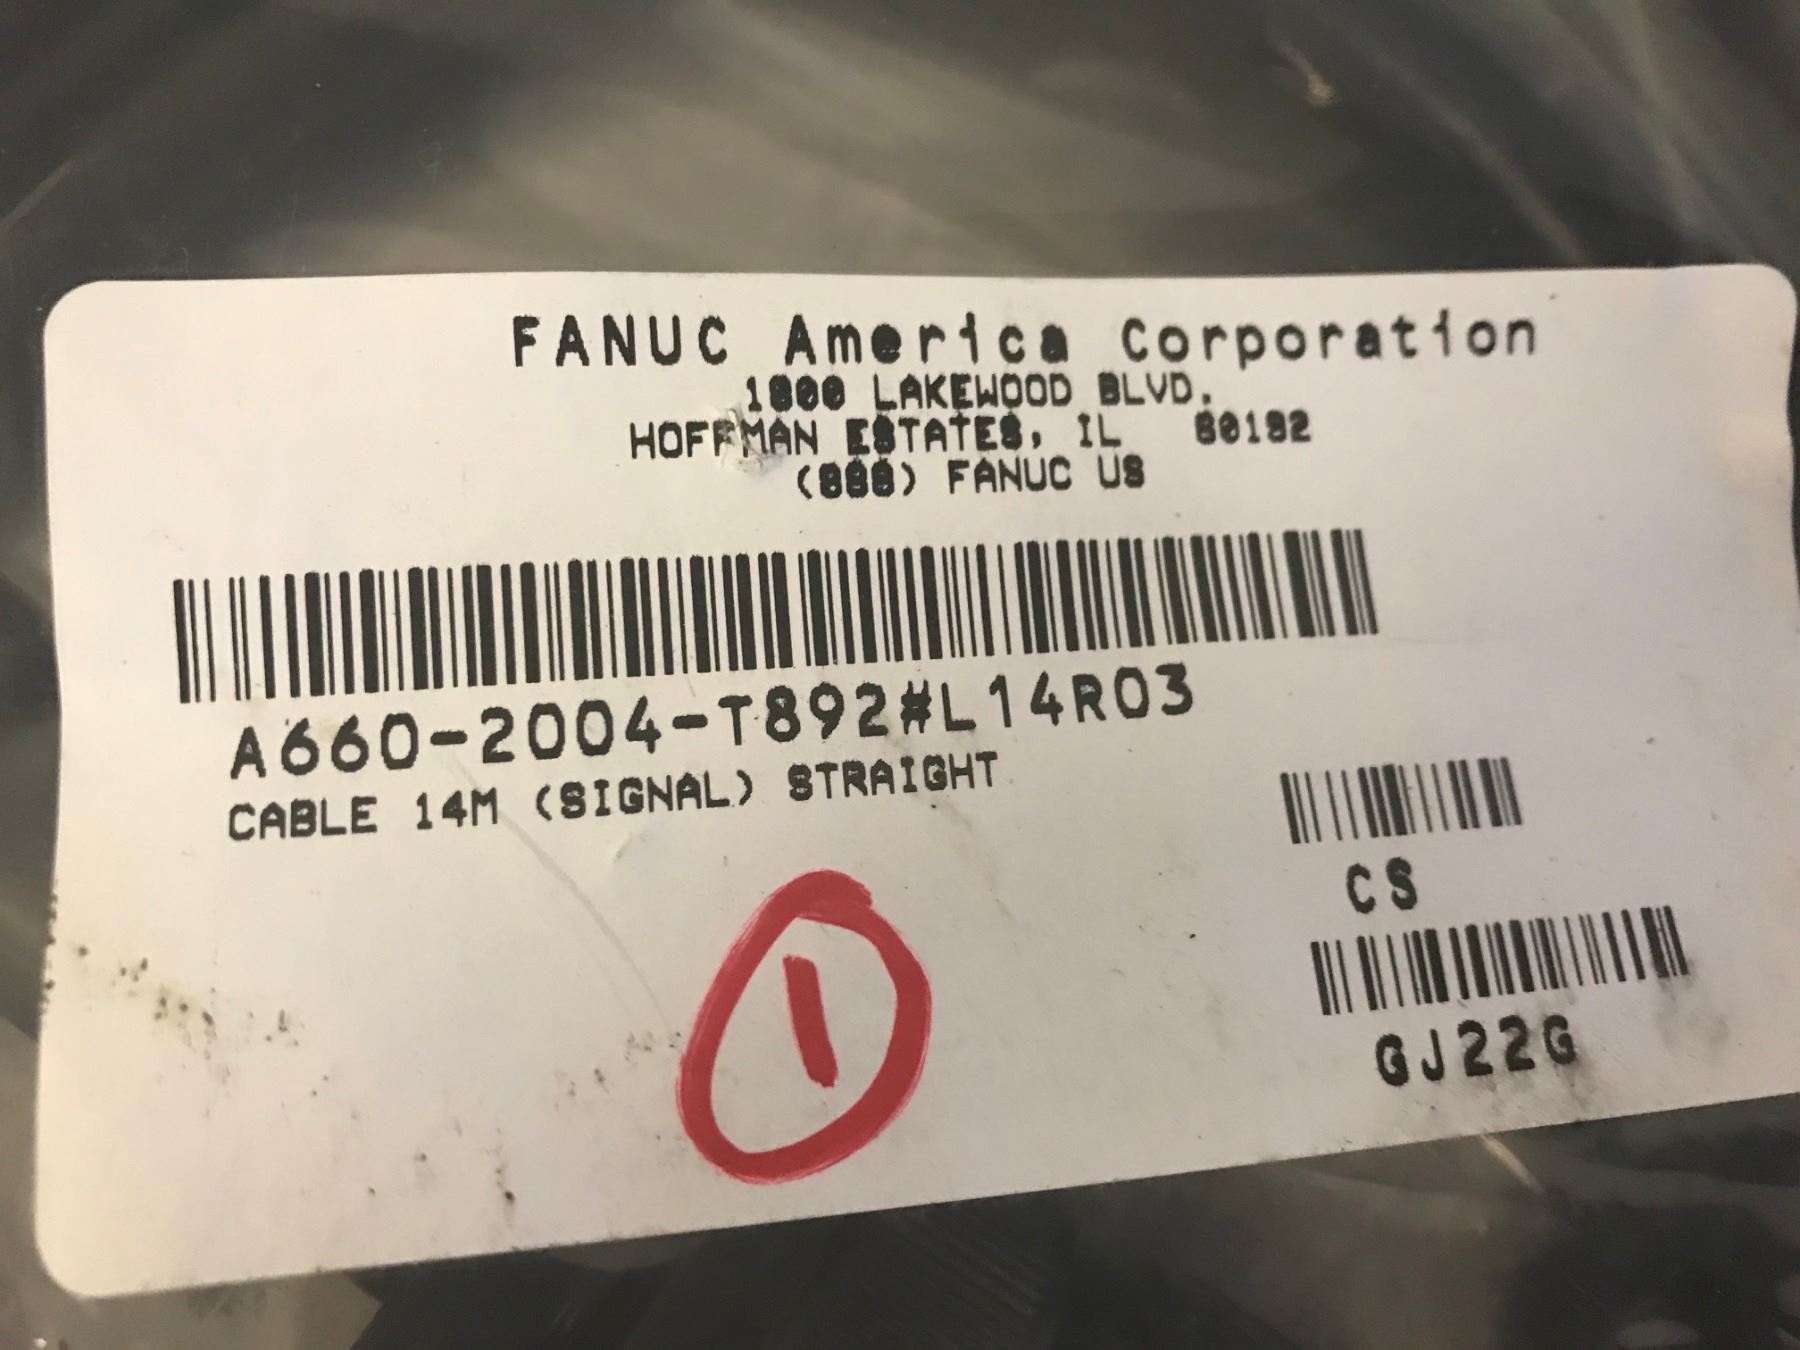 FANUC America Corporation
1800 LAKEWOOD BLVD.
HOFFMAN ESTATES, IL 60192
(888) FANUC US
A660-2004-T892#L14R03
CABLE 14M (SIGNAL) STRAIGHT
CS
GJ22G
1